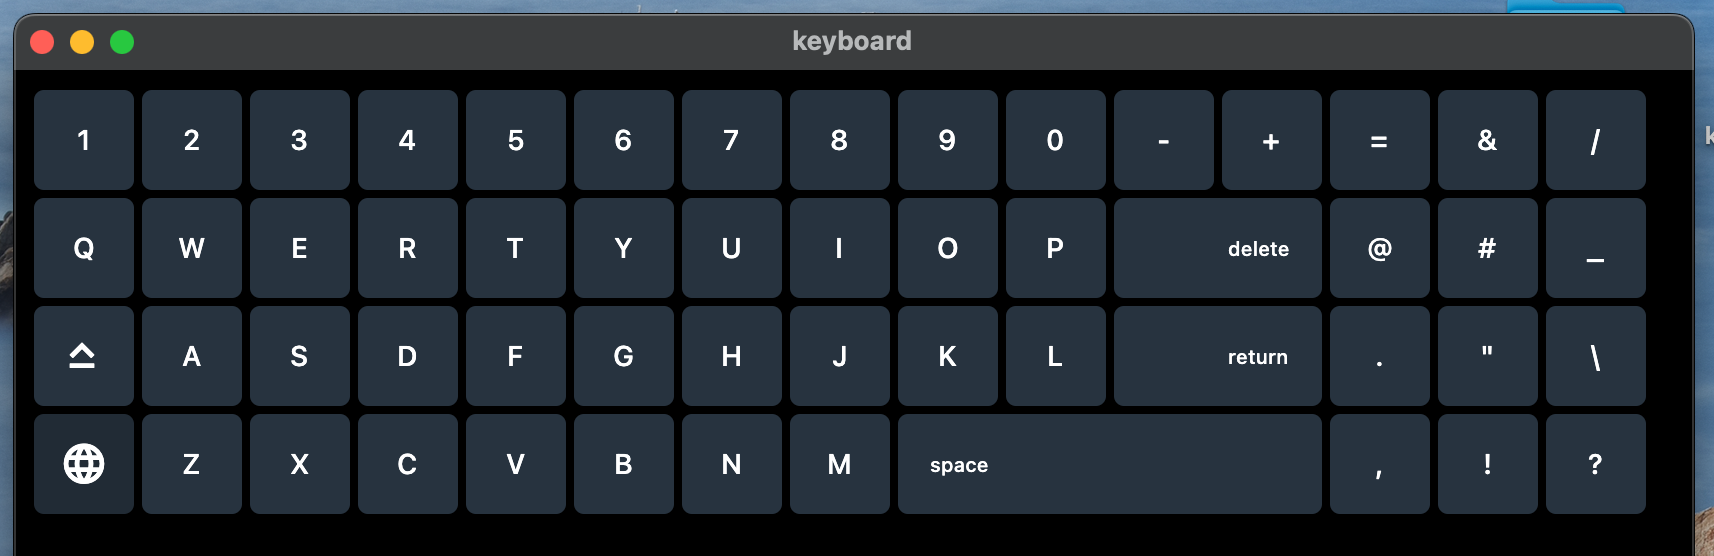 keyboard
1 2 3 4 5 6 7 8 9 0 - + = & /
Q W E R T Y U I O P delete @ # _
A S D F G H J K L return . " \
Z X C V B N M space , ! ?